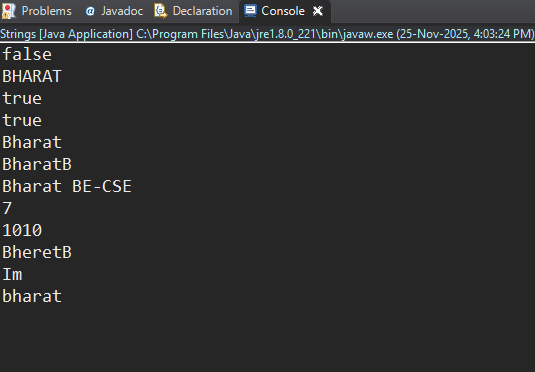 Problems Javadoc Declaration Console
Strings [Java Application] C:\Program Files\Java\jre1.8.0_221\bin\javaw.exe (25-Nov-2025, 4:03:24 PM)
false
BHARAT
true
true
Bharat
BharatB
Bharat BE-CSE
7
1010
BheretB
Im
bharat